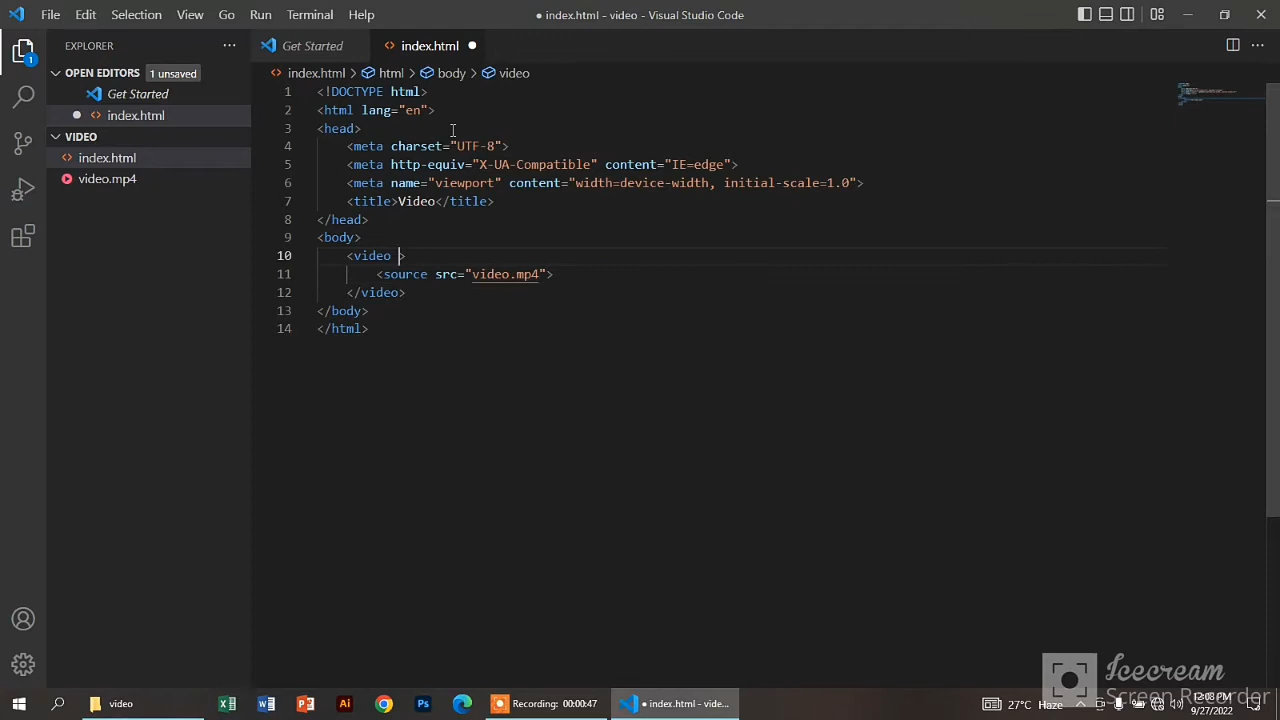 File Edit Selection View Go Run Terminal Help
● index.html - video - Visual Studio Code
EXPLORER
Get Started
index.html
OPEN EDITORS 1 unsaved
Get Started
index.html
VIDEO
index.html
video.mp4
index.html > html > body > video
1 <!DOCTYPE html>
2 <html lang="en">
3 <head>
4 <meta charset="UTF-8">
5 <meta http-equiv="X-UA-Compatible" content="IE=edge">
6 <meta name="viewport" content="width=device-width, initial-scale=1.0">
7 <title>Video</title>
8 </head>
9 <body>
10 <video >
11 <source src="video.mp4">
12 </video>
13 </body>
14 </html>
1
Icecream
Screen Recorder
video
Recording: 0:00:47
● index.html - vide...
27°C Haze
12:08 PM
9/27/2022